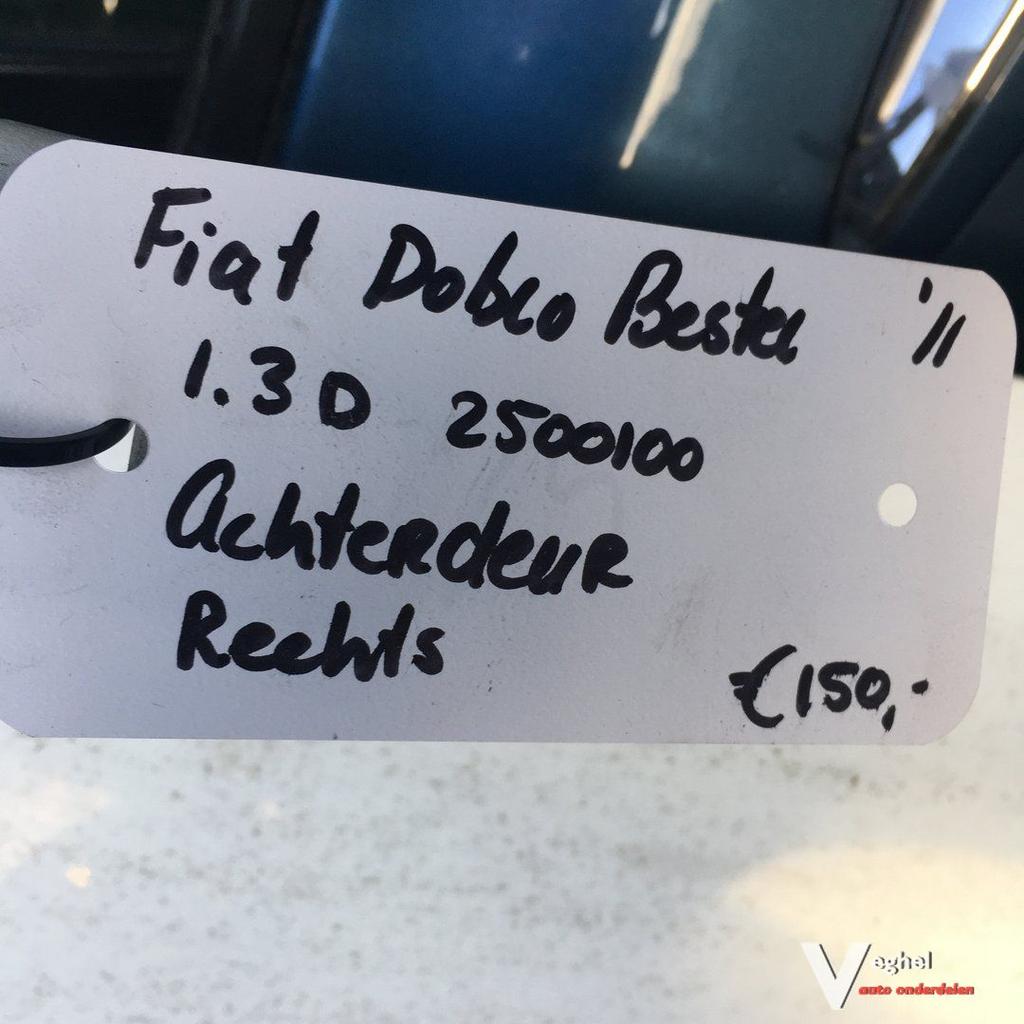 Fiat Doblo Bestel '11
1.3 D 2500100
Achterdeur
Rechts
€150,-
Veghel
auto onderdelen